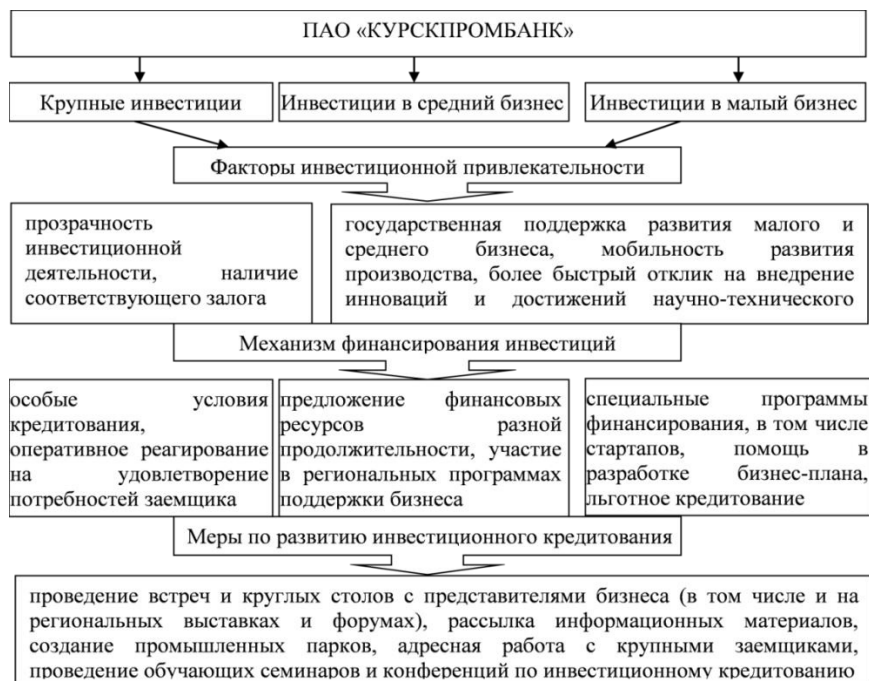 ПАО «КУРСКПРОМБАНК»
Крупные инвестиции
Инвестиции в средний бизнес
Инвестиции в малый бизнес
Факторы инвестиционной привлекательности
прозрачность
инвестиционной
деятельности, наличие
соответствующего залога
государственная поддержка развития малого и
среднего бизнеса, мобильность развития
производства, более быстрый отклик на внедрение
инноваций и достижений научно-технического
Механизм финансирования инвестиций
особые условия
кредитования,
оперативное реагирование
на удовлетворение
потребностей заемщика
предложение финансовых
ресурсов разной
продолжительности, участие
в региональных программах
поддержки бизнеса
специальные программы
финансирования, в том числе
стартапов, помощь в
разработке бизнес-плана,
льготное кредитование
Меры по развитию инвестиционного кредитования
проведение встреч и круглых столов с представителями бизнеса (в том числе и на
региональных выставках и форумах), рассылка информационных материалов,
создание промышленных парков, адресная работа с крупными заемщиками,
проведение обучающих семинаров и конференций по инвестиционному кредитованию